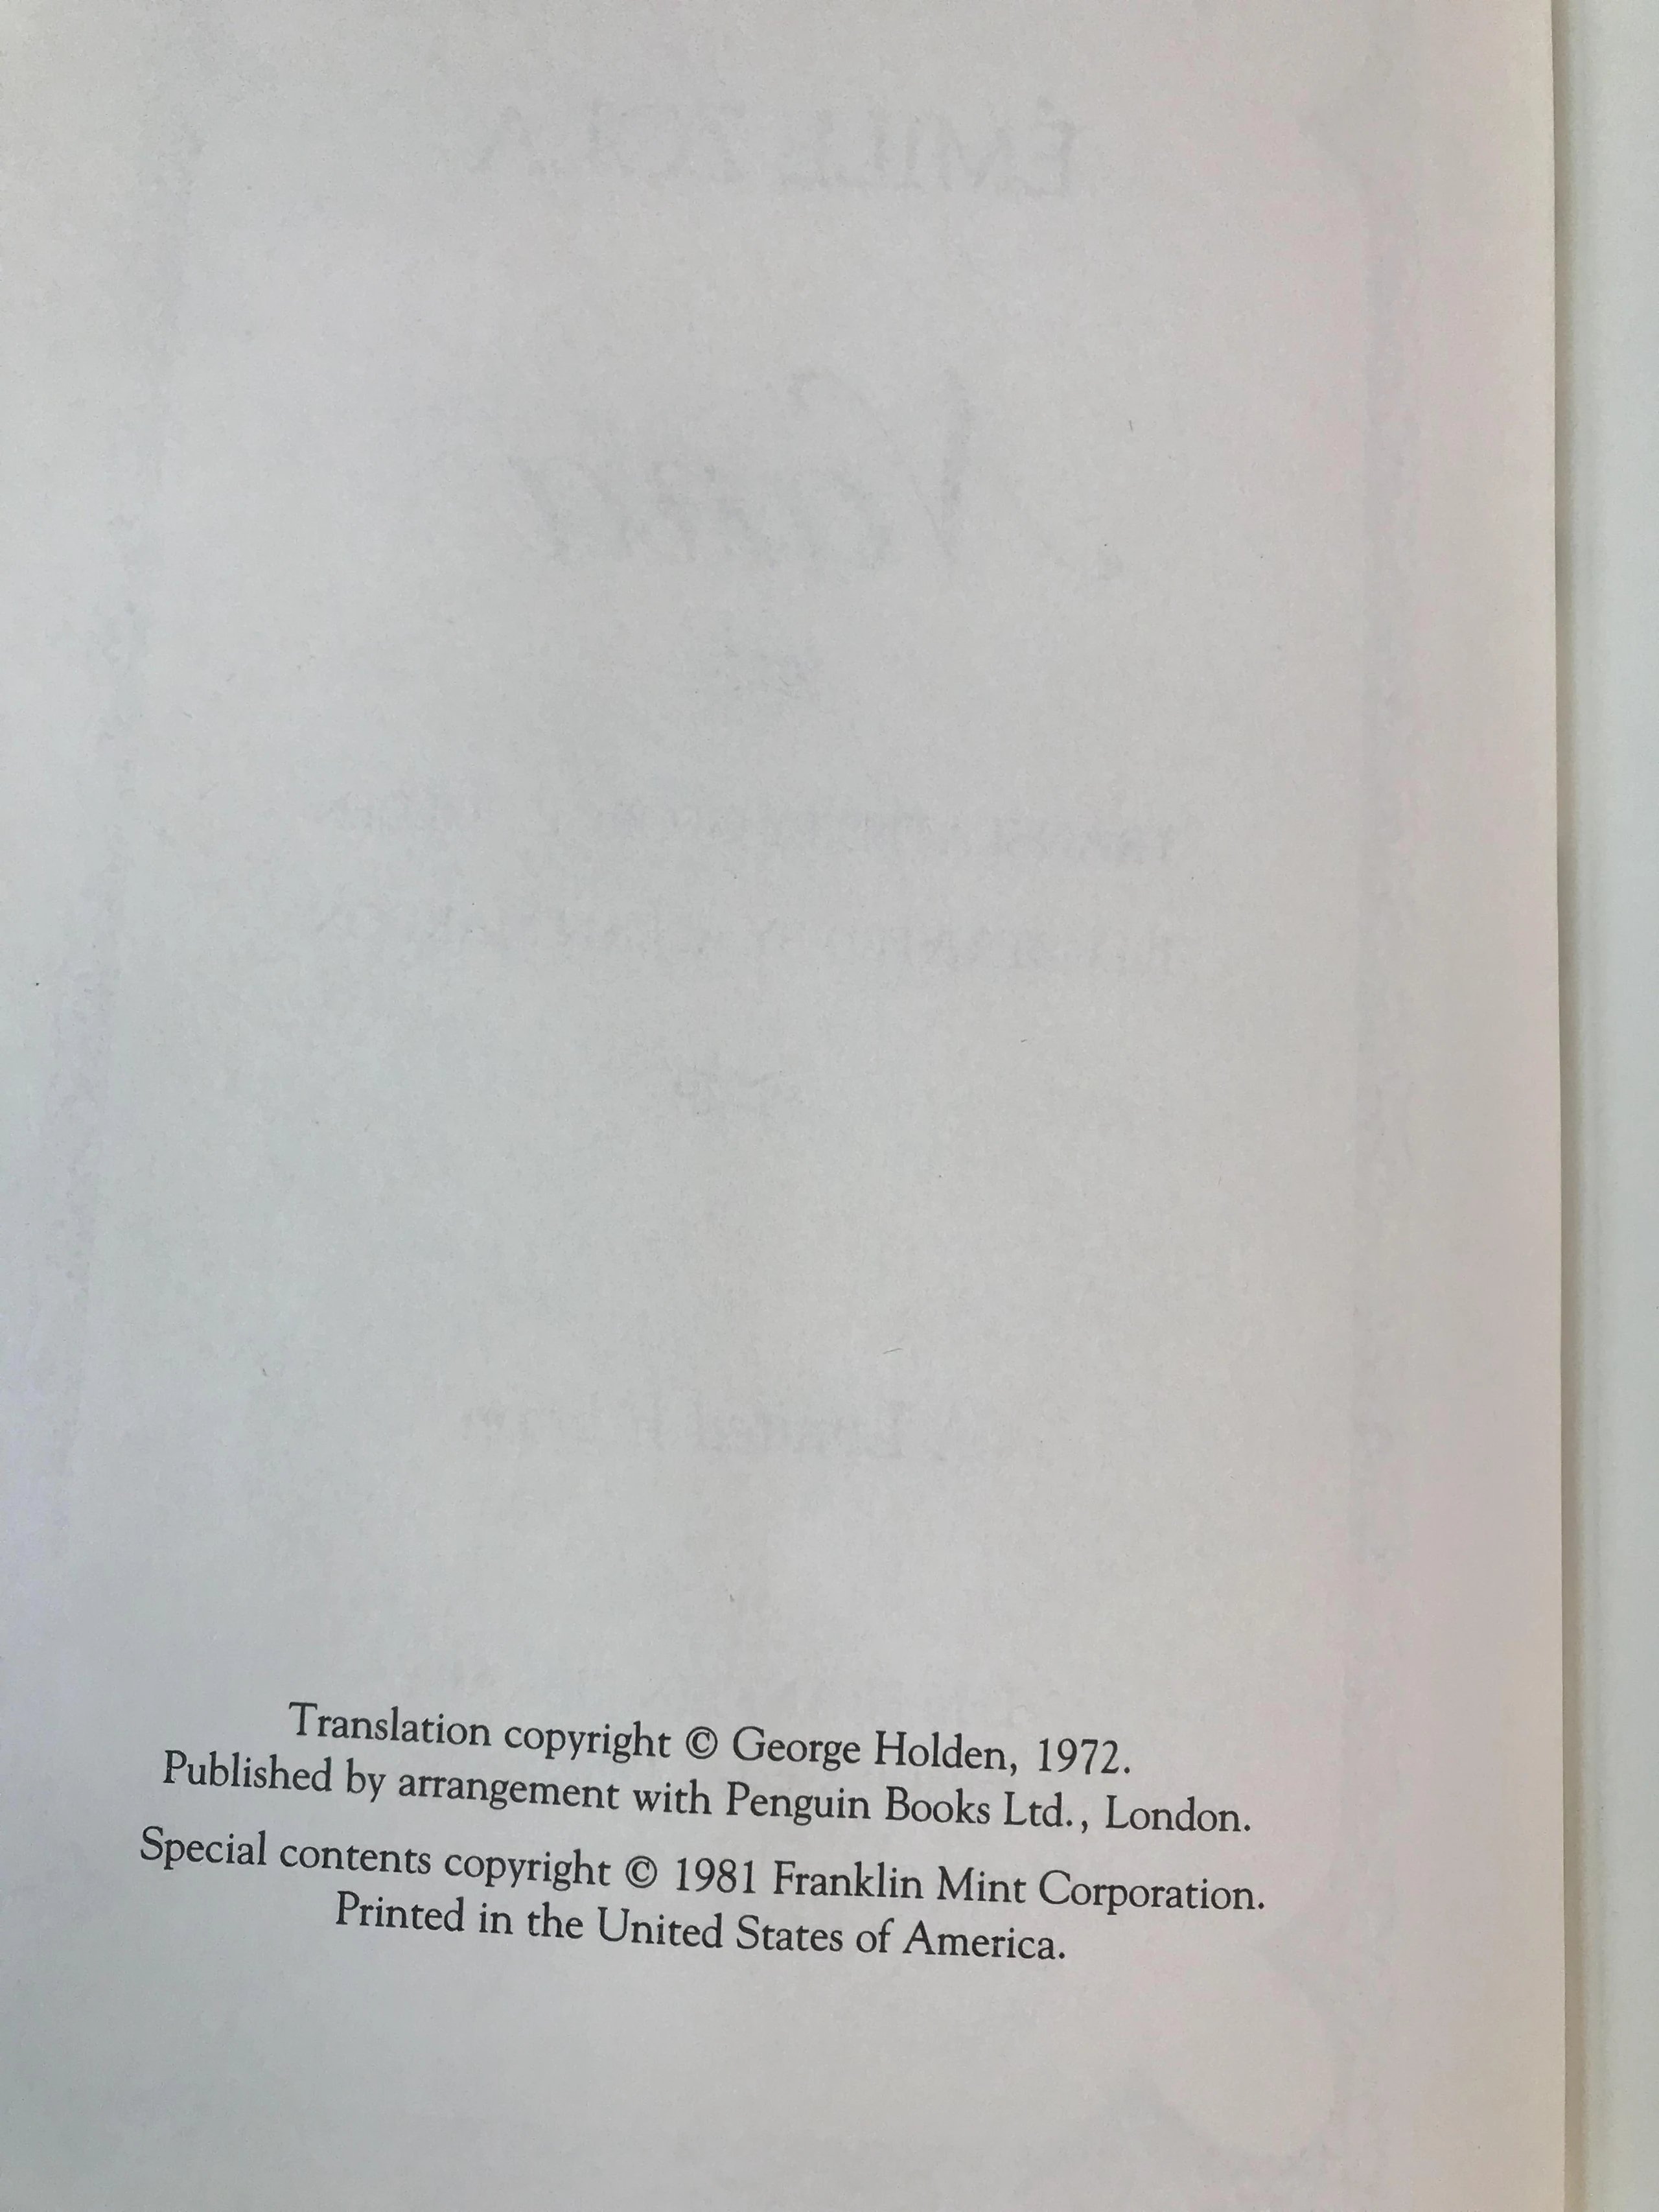 Translation copyright © George Holden, 1972.
Published by arrangement with Penguin Books Ltd., London.
Special contents copyright © 1981 Franklin Mint Corporation.
Printed in the United States of America.